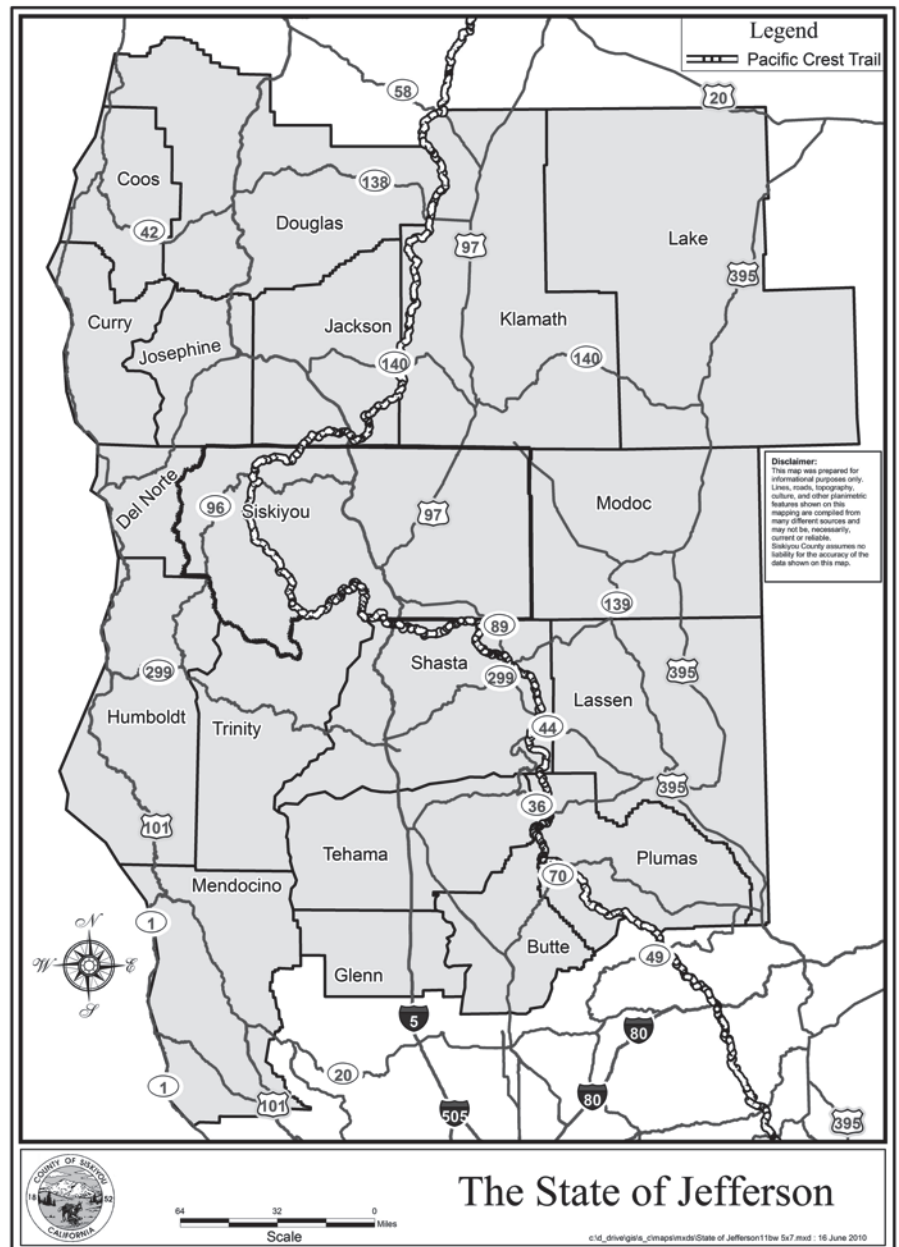 Legend
Pacific Crest Trail
58
20
Coos
138
42
Douglas
97
Lake
395
Curry
Josephine
Jackson
Klamath
140
140
Disclaimer:
This map was prepared for
informational purposes only.
Lines, roads, topography,
culture, and other planimetric
features shown on this
mapping are compiled from
many different sources and
may not be, necessarily,
current or reliable.
Siskiyou County assumes no
liability for the accuracy of the
data shown on this map.
Del Norte
96
Siskiyou
97
Modoc
139
89
Shasta
299
299
395
Lassen
Humboldt
Trinity
44
395
36
101
Tehama
Plumas
70
Mendocino
1
N
W
E
S
Butte
49
Glenn
5
80
20
1
101
505
80
395
COUNTY OF SISKIYOU
18 52
CALIFORNIA
64 32 0
Miles
Scale
The State of Jefferson
c:\d_drive\gis\s_c\maps\mxds\State of Jefferson11bw 5x7.mxd : 16 June 2010